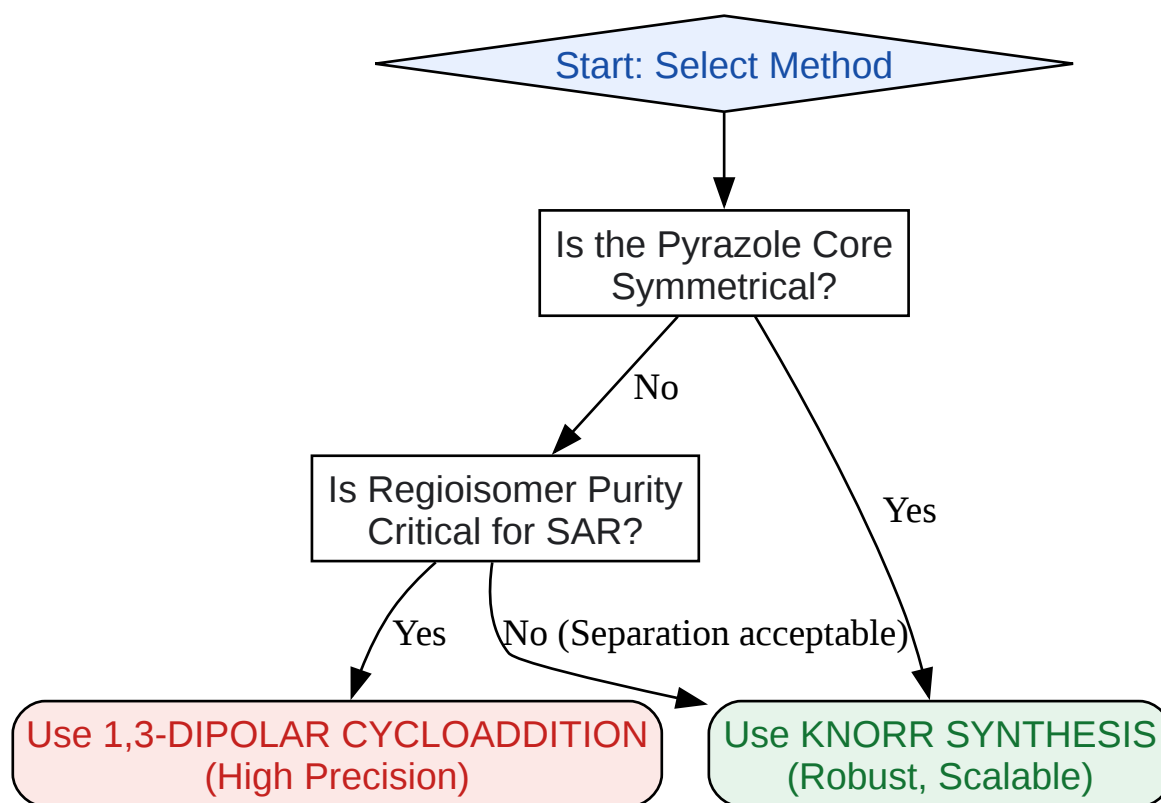 Start: Select Method
Is the Pyrazole Core
Symmetrical?
No
Yes
Is Regioisomer Purity
Critical for SAR?
Yes
No (Separation acceptable)
Use 1,3-DIPOLAR CYCLOADDITION
(High Precision)
Use KNORR SYNTHESIS
(Robust, Scalable)